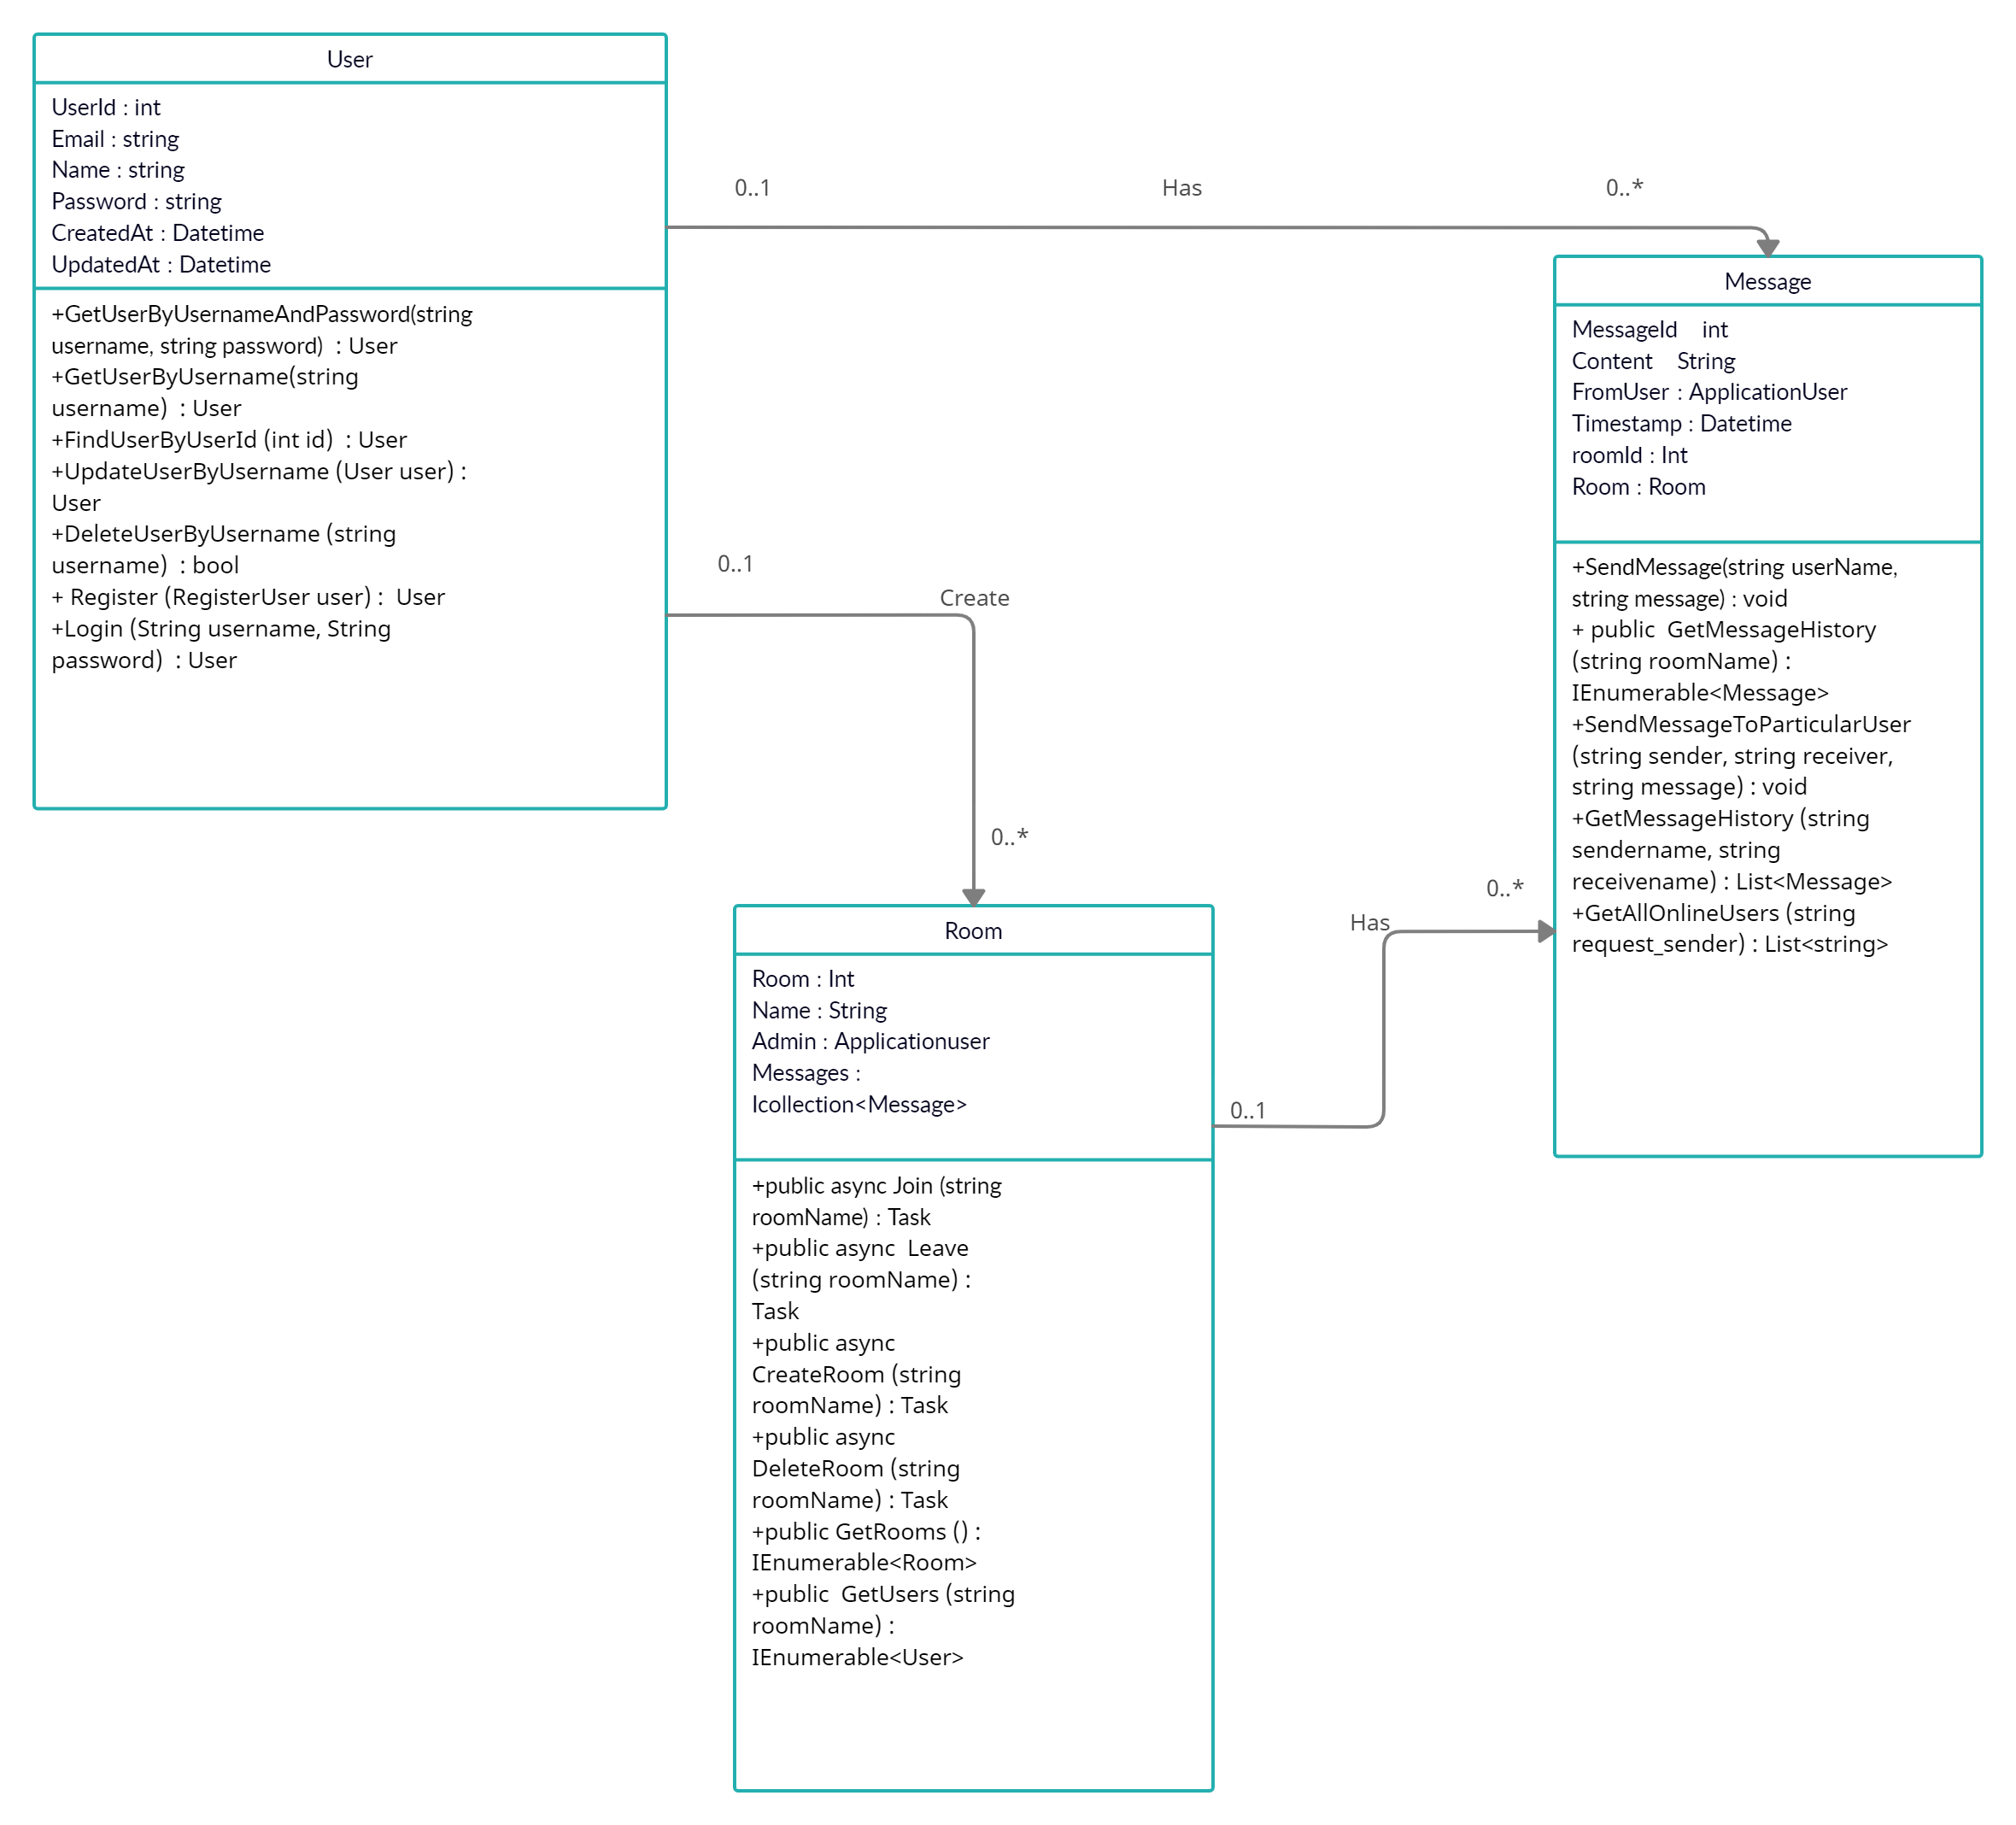 User
UserId : int
Email : string
Name : string
Password : string
CreatedAt : Datetime
UpdatedAt : Datetime
+GetUserByUsernameAndPassword(string
username, string password)  : User
+GetUserByUsername(string
username)  : User
+FindUserByUserId (int id)  : User
+UpdateUserByUsername (User user) :
User
+DeleteUserByUsername (string
username)  : bool
+ Register (RegisterUser user) :  User
+Login (String username, String
password)  : User
0..1
Has
0..*
Message
MessageId    int
Content    String
FromUser : ApplicationUser
Timestamp : Datetime
roomId : Int
Room : Room
+SendMessage(string userName,
string message) : void
+ public  GetMessageHistory
(string roomName) :
IEnumerable<Message>
+SendMessageToParticularUser
(string sender, string receiver,
string message) : void
+GetMessageHistory (string
sendername, string
receivename) : List<Message>
+GetAllOnlineUsers (string
request_sender) : List<string>
0..1
Create
0..*
Room
Room : Int
Name : String
Admin : Applicationuser
Messages :
Icollection<Message>
+public async Join (string
roomName) : Task
+public async  Leave
(string roomName) :
Task
+public async
CreateRoom (string
roomName) : Task
+public async
DeleteRoom (string
roomName) : Task
+public GetRooms () :
IEnumerable<Room>
+public  GetUsers (string
roomName) :
IEnumerable<User>
0..1
Has
0..*